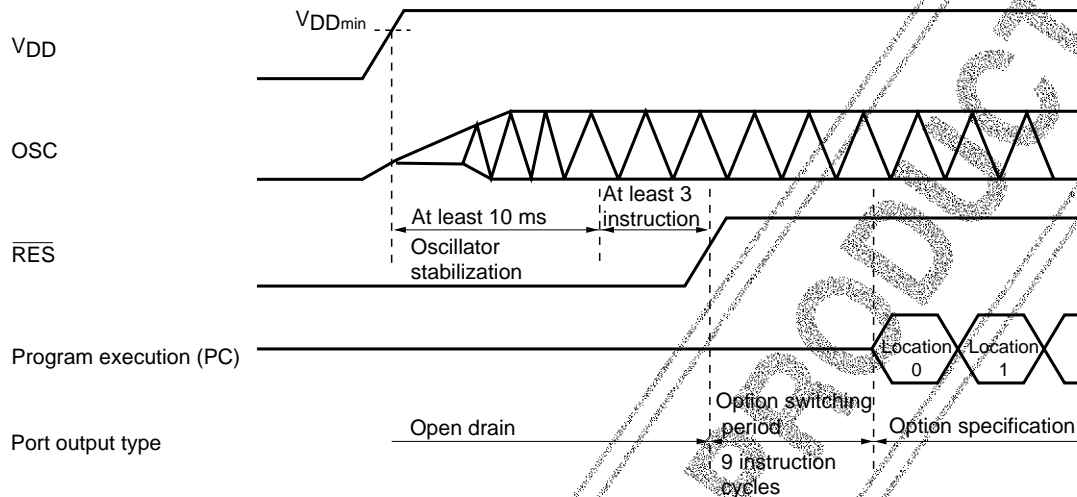 VDD
VDDmin
OSC
At least 10 ms
Oscillator
stabilization
At least 3
instruction
RES
Program execution (PC)
Location
0
Location
1
Port output type
Open drain
Option switching
period
9 instruction
cycles
Option specification
PRODUCT